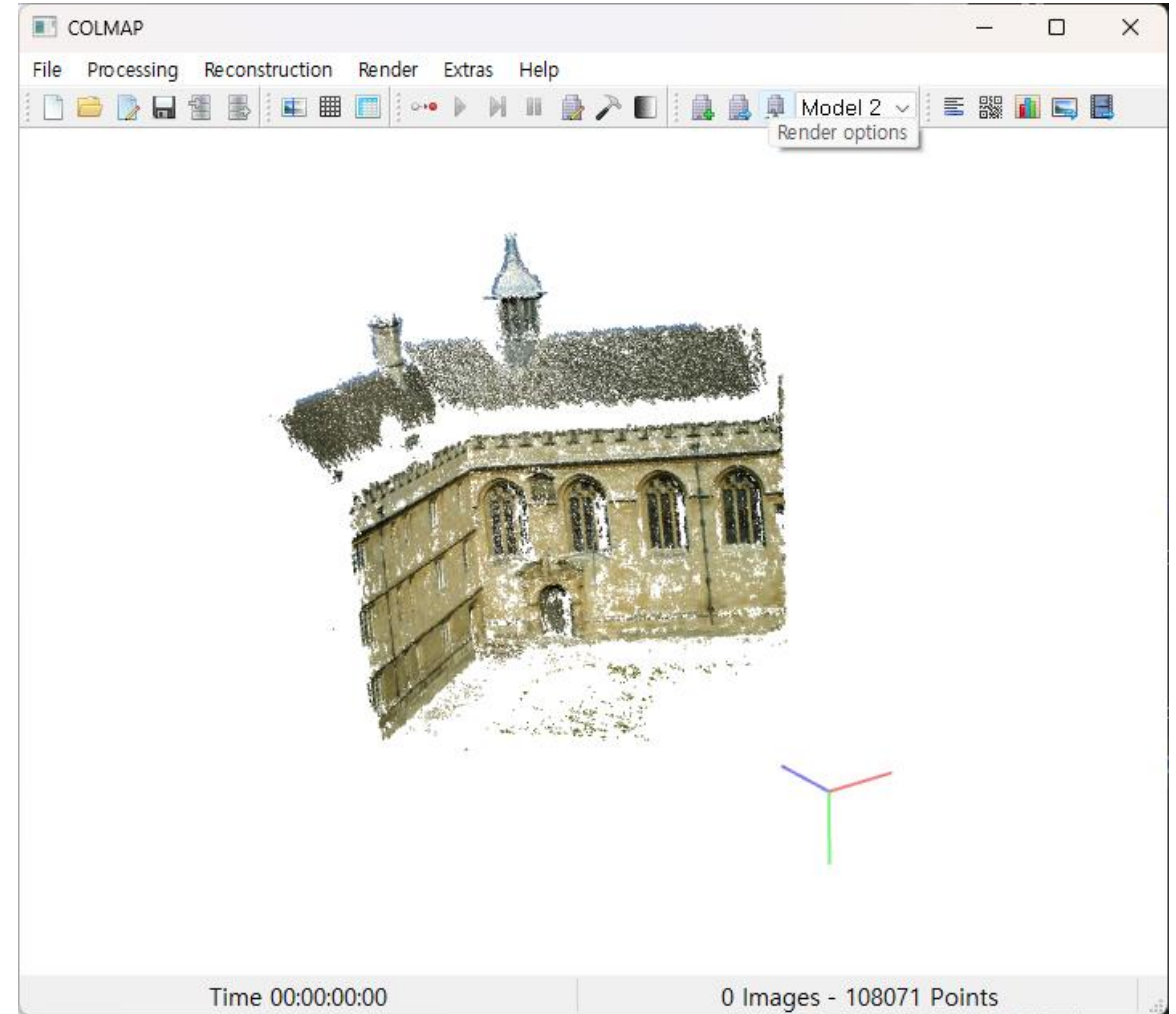 COLMAP
File Processing Reconstruction Render Extras Help
Model 2
Render options
Time 00:00:00:00
0 Images - 108071 Points